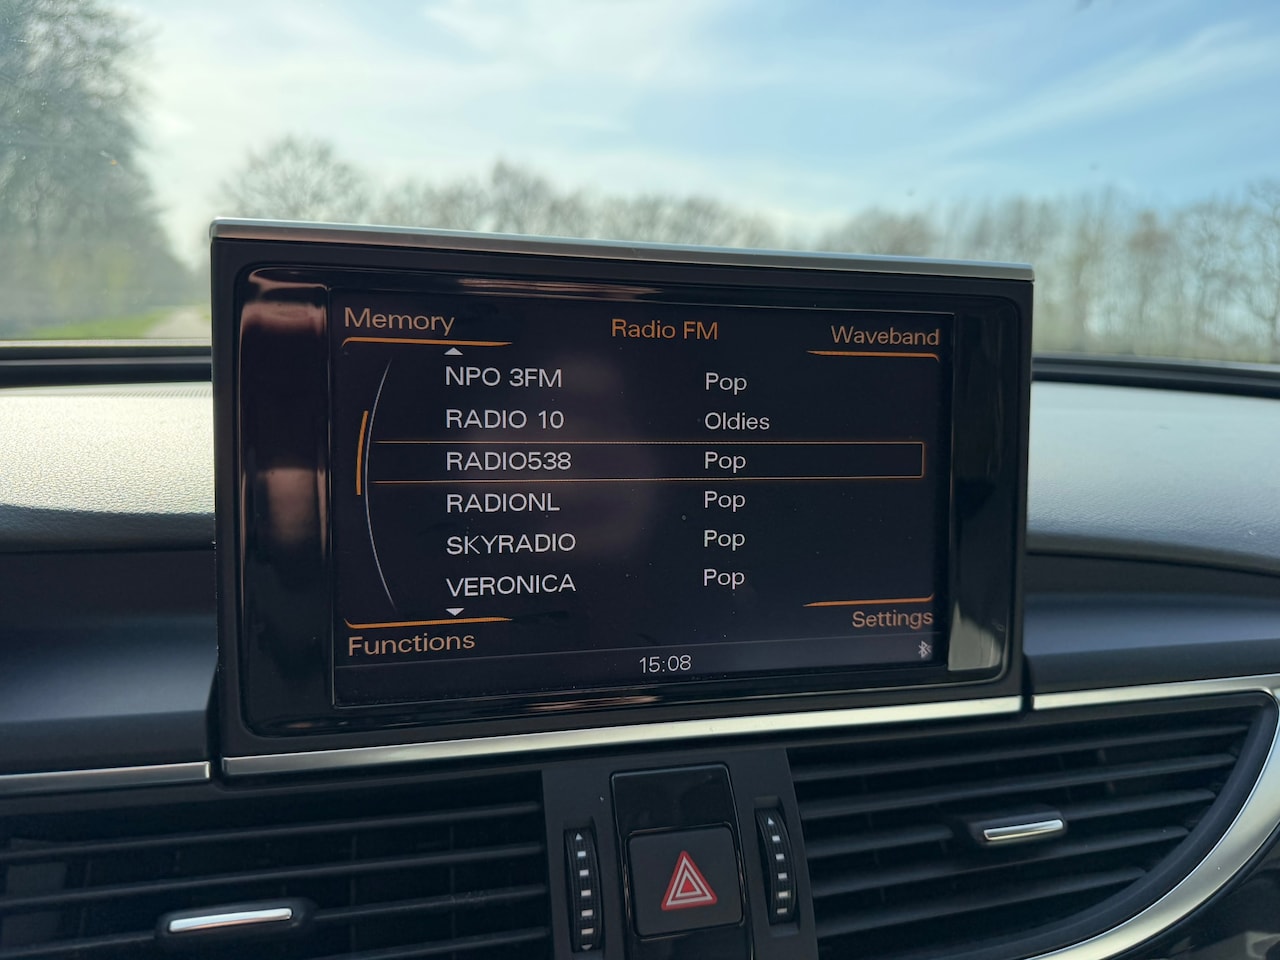 Memory Radio FM Waveband
NPO 3FM Pop
RADIO 10 Oldies
RADIO538 Pop
RADIONL Pop
SKYRADIO Pop
VERONICA Pop
Functions Settings
15:08